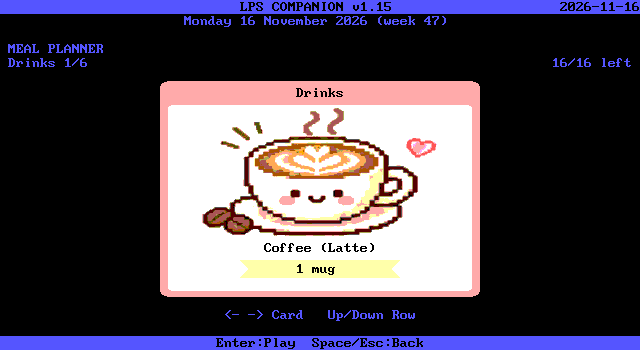 LPS COMPANION v1.15 2026-11-16
Monday 16 November 2026 (week 47)
MEAL PLANNER
Drinks 1/6 16/16 left
Drinks
Coffee (Latte)
1 mug
<- -> Card Up/Down Row
Enter:Play Space/Esc:Back